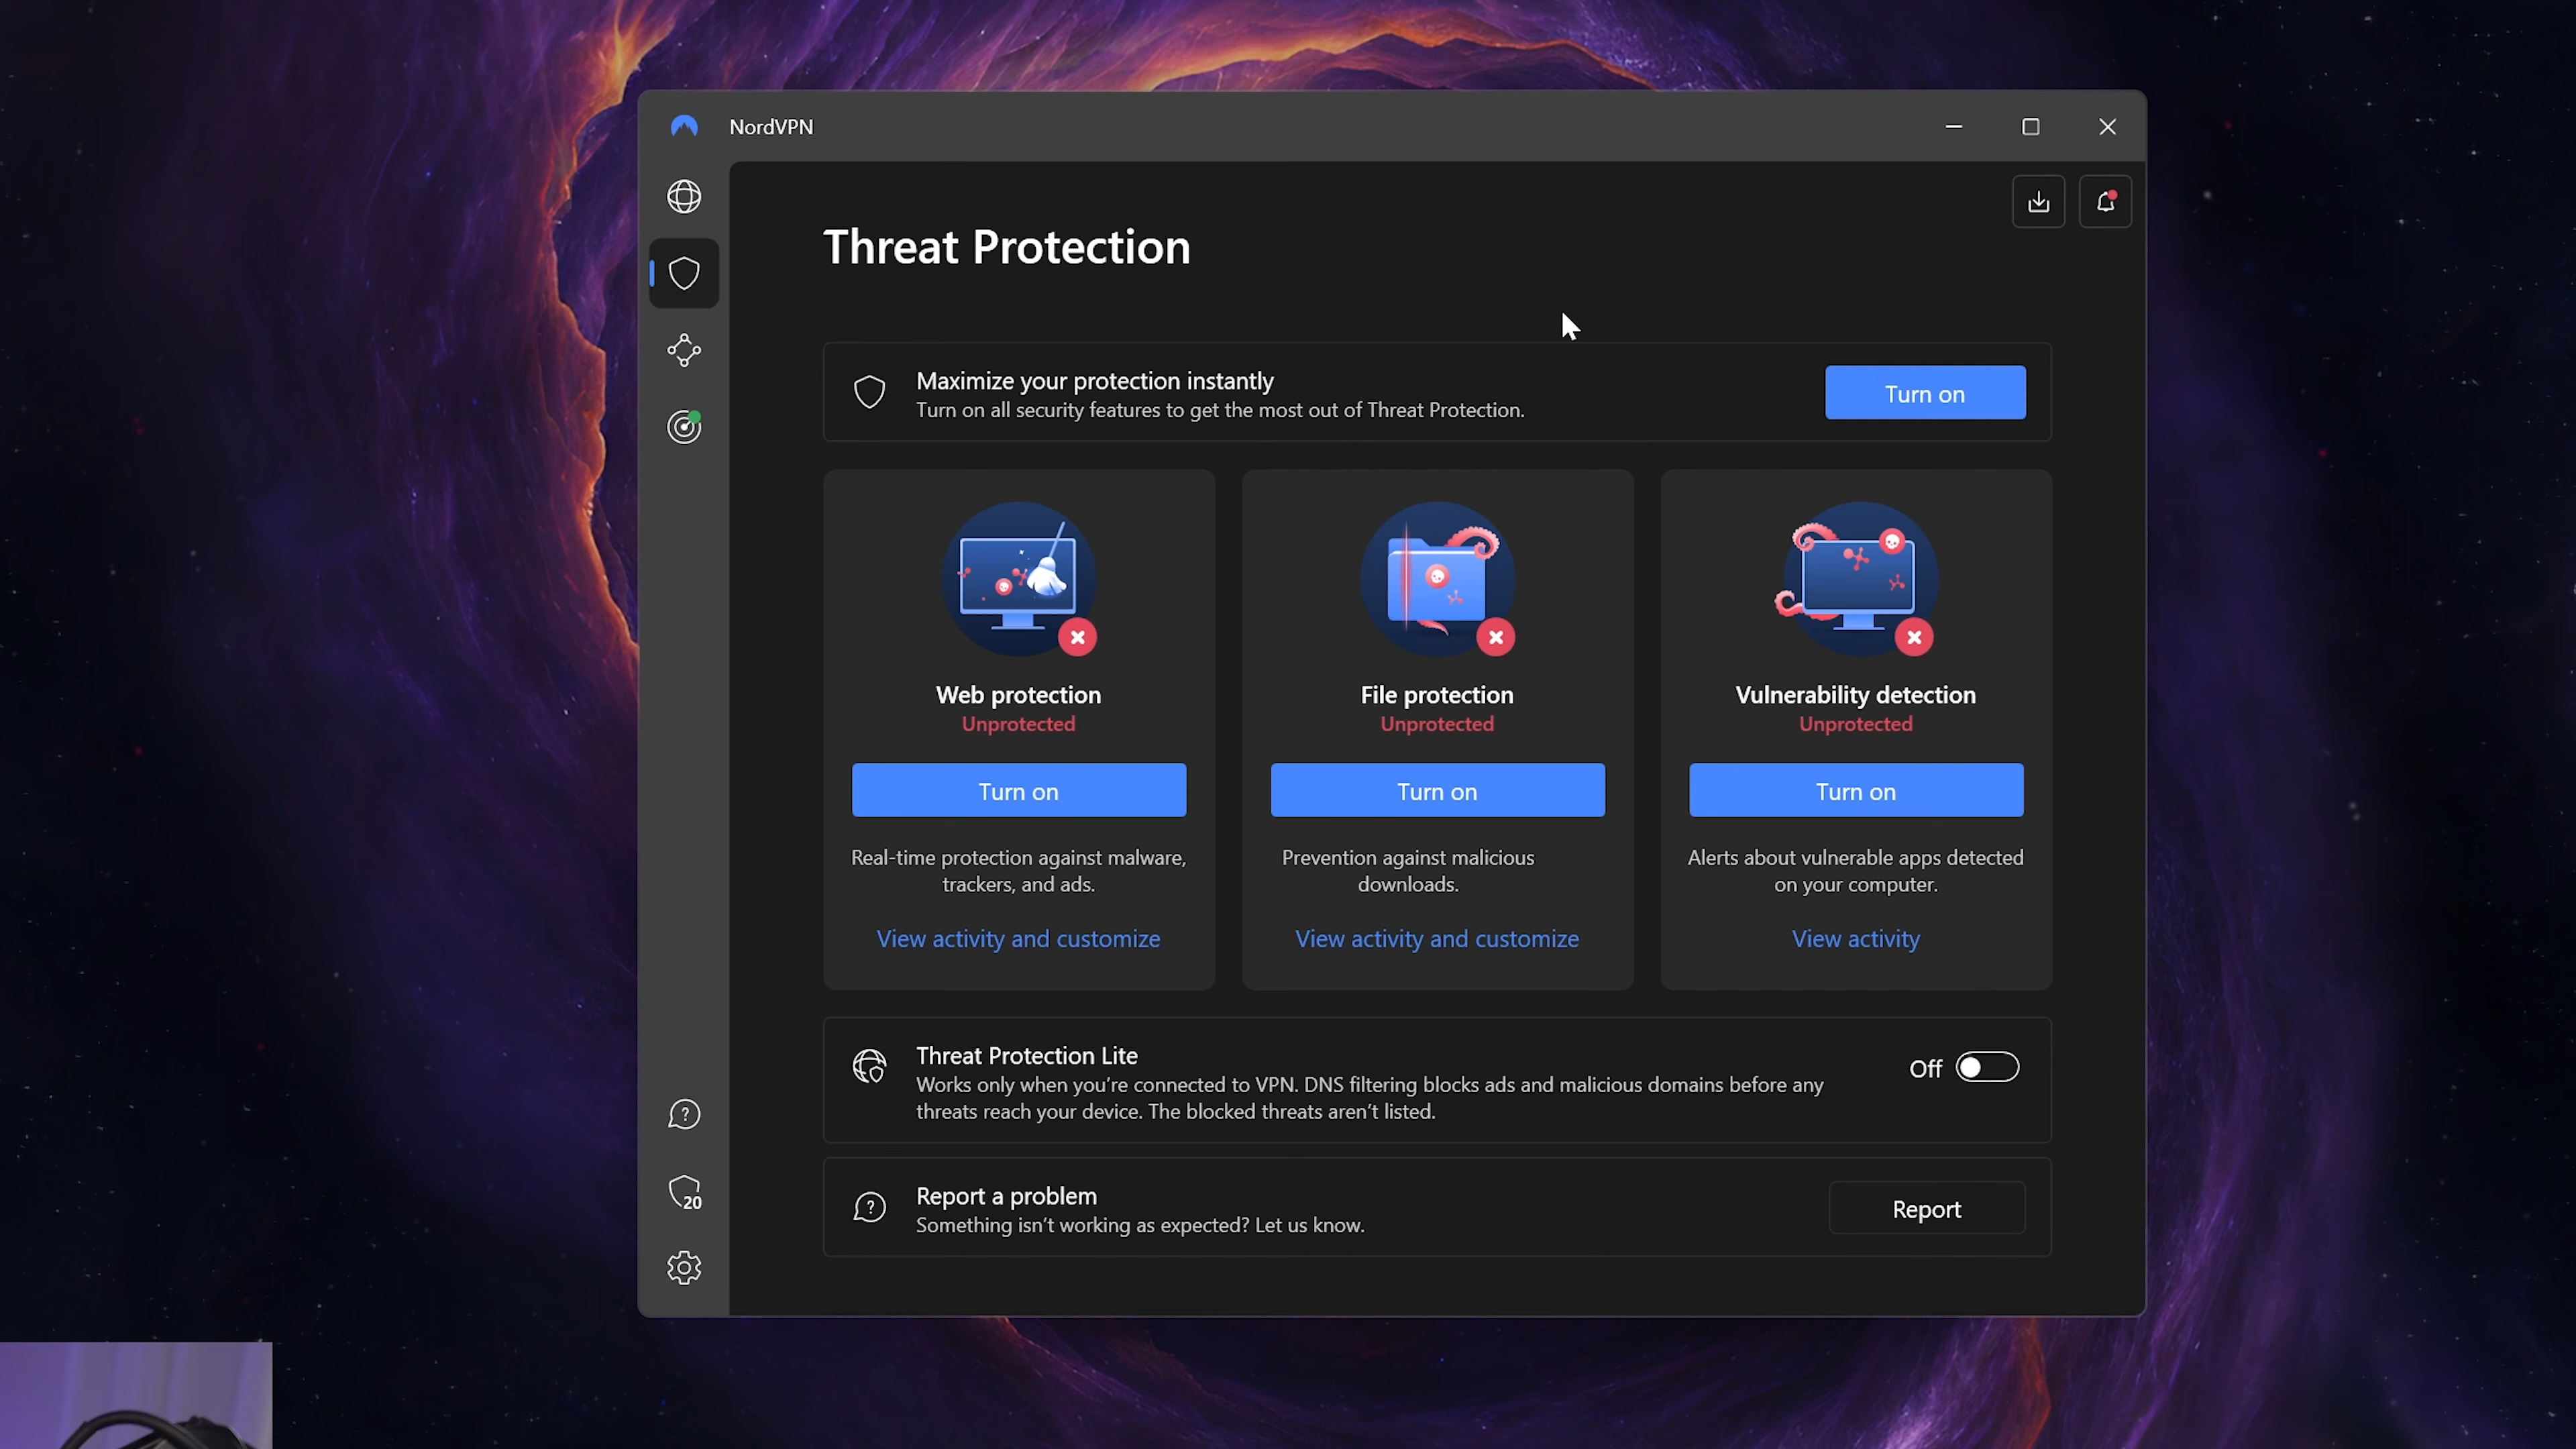 NordVPN
Threat Protection
Maximize your protection instantly
Turn on all security features to get the most out of Threat Protection.
Turn on
Web protection
Unprotected
Turn on
Real-time protection against malware,
trackers, and ads.
View activity and customize
File protection
Unprotected
Turn on
Prevention against malicious
downloads.
View activity and customize
Vulnerability detection
Unprotected
Turn on
Alerts about vulnerable apps detected
on your computer.
View activity
Threat Protection Lite
Works only when you’re connected to VPN. DNS filtering blocks ads and malicious domains before any
threats reach your device. The blocked threats aren’t listed.
Off
Report a problem
Something isn’t working as expected? Let us know.
Report
20